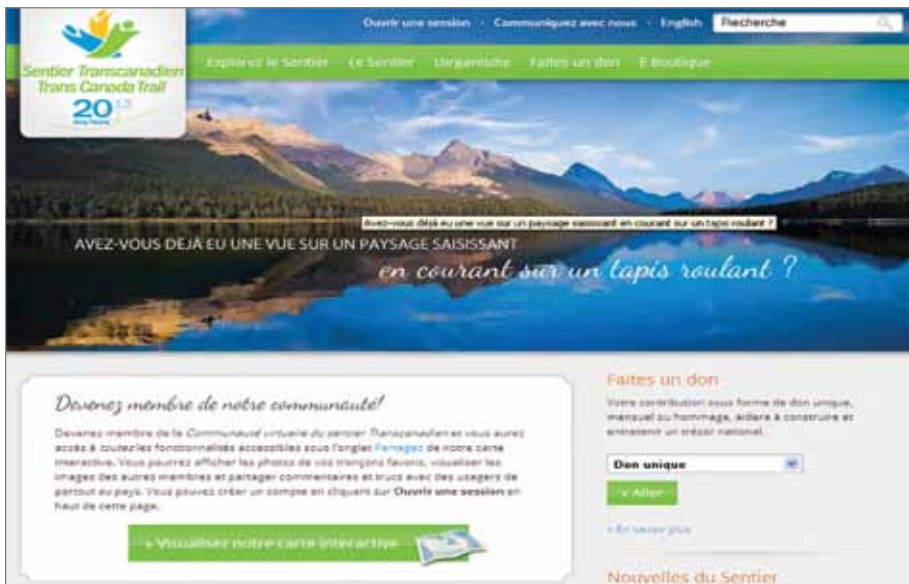 Ouvrir une session · Communiquez avec nous · English Recherche
Sentier Transcanadien
Trans Canada Trail
20
Explorez le Sentier Le Sentier L'organisme Faites un don E-Boutique
Avez-vous déjà eu une vue sur un paysage saisissant en courant sur un tapis roulant ?
AVEZ-VOUS DÉJÀ EU UNE VUE SUR UN PAYSAGE SAISISSANT
en courant sur un tapis roulant ?
Devenez membre de notre communauté!
Devenez membre de la Communauté virtuelle du sentier Transcanadien et vous aurez
accès à toutes les fonctionnalités accessibles sous l'onglet Partagez de notre carte
interactive. Vous pourrez afficher les photos de vos tronçons favoris, visualiser les
images des autres membres et partager commentaires et trucs avec des usagers de
partout au pays. Vous pouvez créer un compte en cliquant sur Ouvrir une session en
haut de cette page.
» Visualisez notre carte interactive
Faites un don
Votre contribution sous forme de don unique,
mensuel ou hommage, aidera à construire et
entretenir un trésor national.
Don unique
» Aller
» En savoir plus
Nouvelles du Sentier